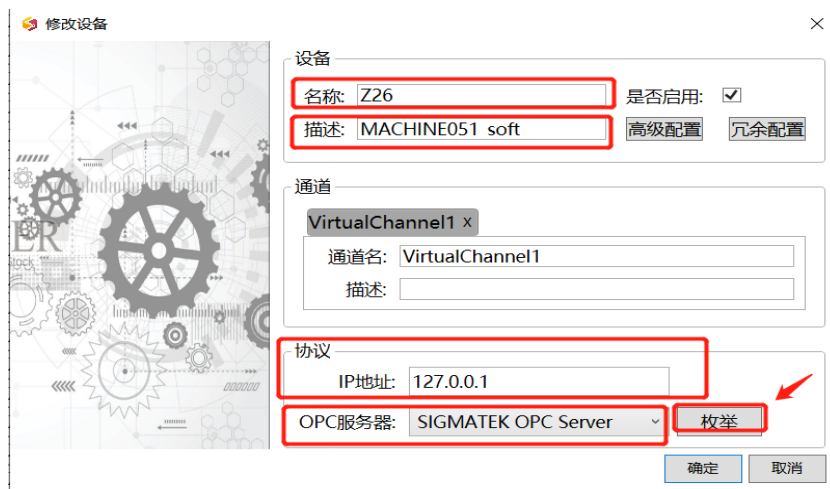 修改设备
设备
名称: Z26 是否启用:
描述: MACHINE051 soft 高级配置 冗余配置
通道
VirtualChannel1 x
通道名: VirtualChannel1
描述:
协议
IP地址: 127.0.0.1
OPC服务器: SIGMATEK OPC Server 枚举
确定 取消